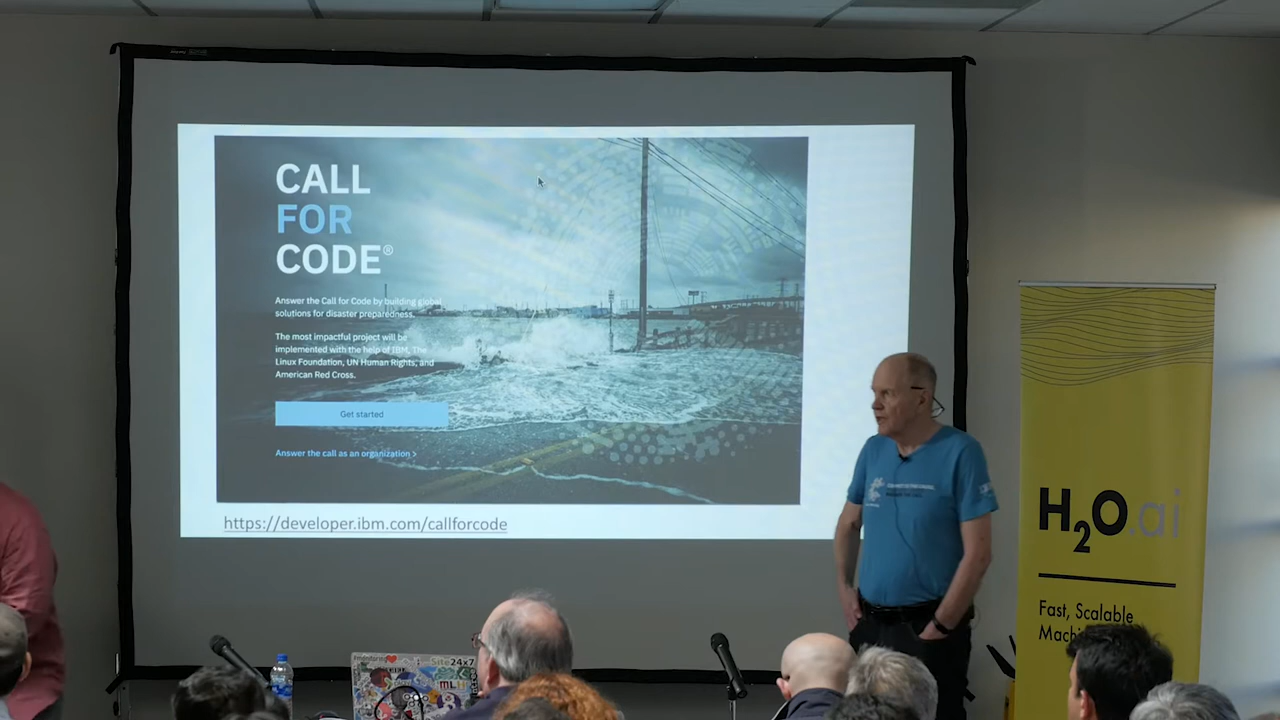 CALL
FOR
CODE®
Answer the Call for Code by building global
solutions for disaster preparedness.
The most impactful project will be
implemented with the help of IBM, The
Linux Foundation, UN Human Rights, and
American Red Cross.
Get started
Answer the call as an organization >
https://developer.ibm.com/callforcode
H2O.ai
Fast, Scalable
Site24x7
ML